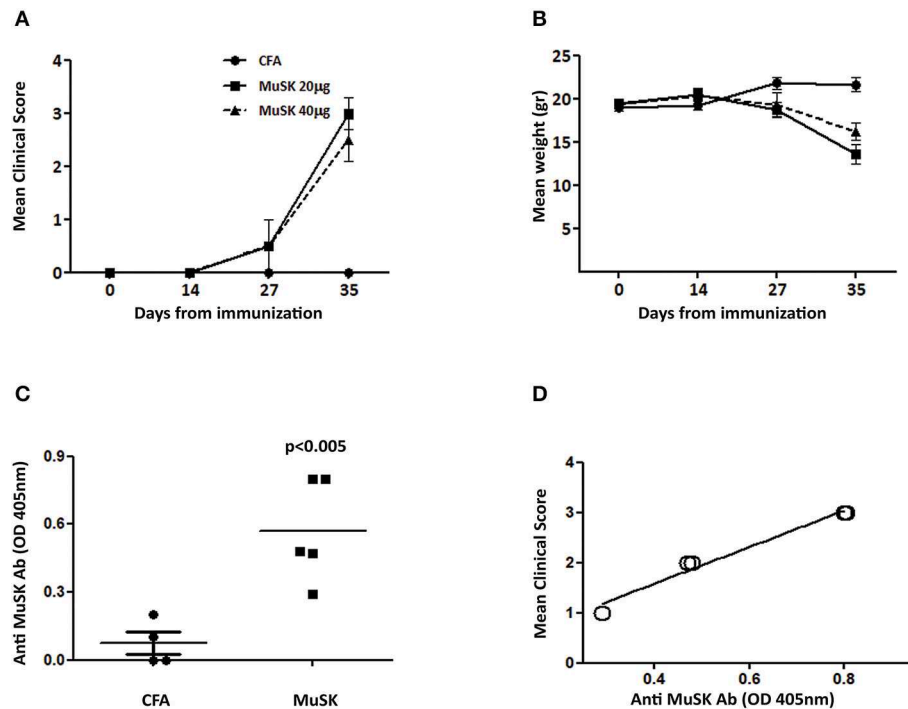 A
Mean Clinical Score
4
3
2
1
0
CFA
MuSK 20μg
MuSK 40μg
0 14 27 35
Days from immunization
B
Mean weight (gr)
25
20
15
10
5
0 14 27 35
Days from immunization
C
Anti MuSK Ab (OD 405nm)
0.9
0.6
0.3
0.0
p<0.005
CFA MuSK
D
Mean Clinical Score
4
3
2
1
0
0.4 0.6 0.8
Anti MuSK Ab (OD 405nm)